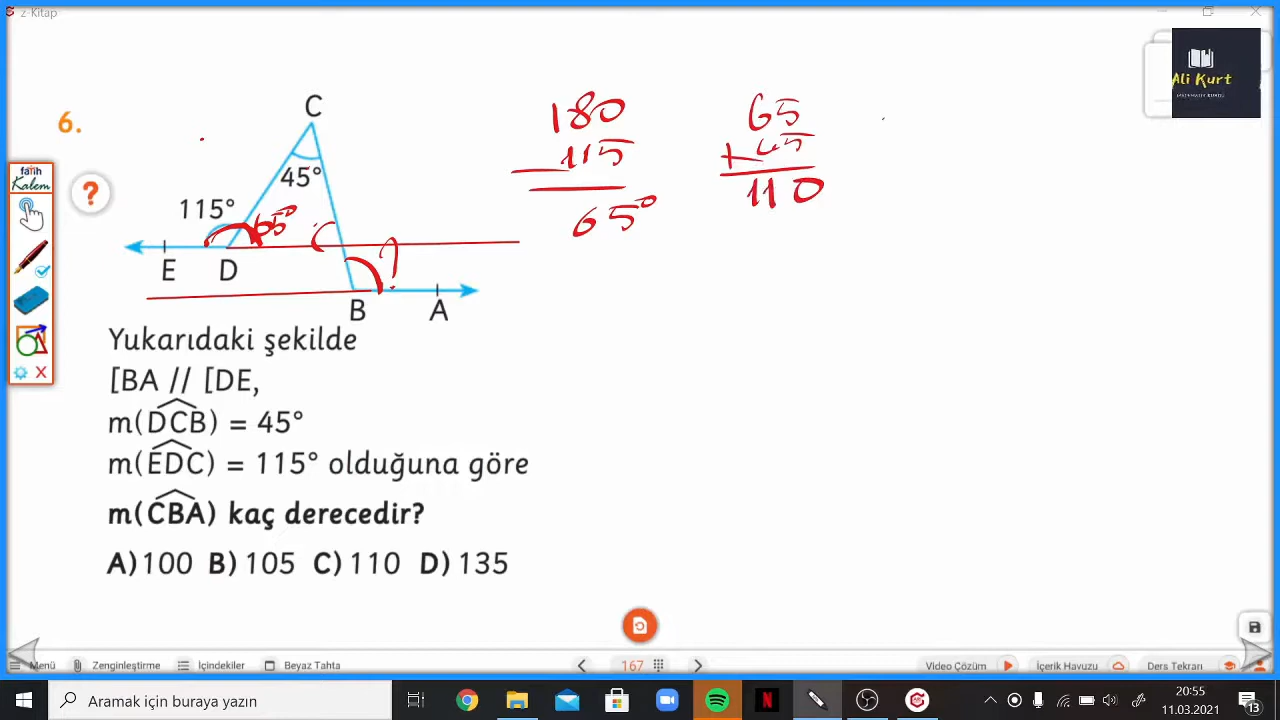 z-Kitap
Ali Kurt
6.
C
180
65
115
+45
fatih
Kalem
45°
110
?
115°
65°
65°
?
E
D
B
A
Yukarıdaki şekilde
[BA // [DE,
m(DCB) = 45°
m(EDC) = 115° olduğuna göre
m(CBA) kaç derecedir?
A) 100 B) 105 C) 110 D) 135
Menü Zenginleştirme İçindekiler Beyaz Tahta 167 Video Çözüm İçerik Havuzu Ders Tekrarı
Aramak için buraya yazın
20:55
11.03.2021
13